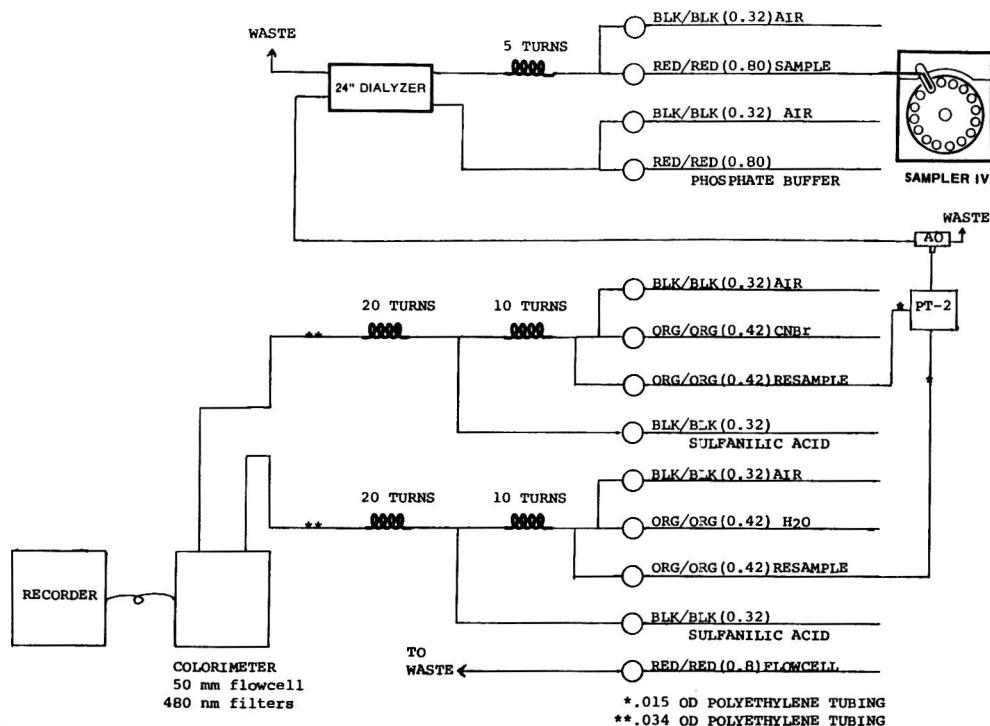 BLK/BLK(0.32)AIR
WASTE
5 TURNS
RED/RED(0.80)SAMPLE
24" DIALYZER
BLK/BLK(0.32) AIR
RED/RED(0.80)
PHOSPHATE BUFFER
SAMPLER IV
WASTE
AO
BLK/BLK(0.32)AIR
PT-2
20 TURNS
10 TURNS
*
**
ORG/ORG(0.42)CNBr
ORG/ORG(0.42)RESAMPLE
*
BLK/BLK(0.32)
SULFANILIC ACID
BLK/BLK(0.32)AIR
20 TURNS
10 TURNS
**
ORG/ORG(0.42) H2O
ORG/ORG(0.42)RESAMPLE
RECORDER
BLK/BLK(0.32)
SULFANILIC ACID
TO
WASTE
RED/RED(0.8)FLOWCELL
COLORIMETER
50 mm flowcell
480 nm filters
*.015 OD POLYETHYLENE TUBING
**.034 OD POLYETHYLENE TUBING